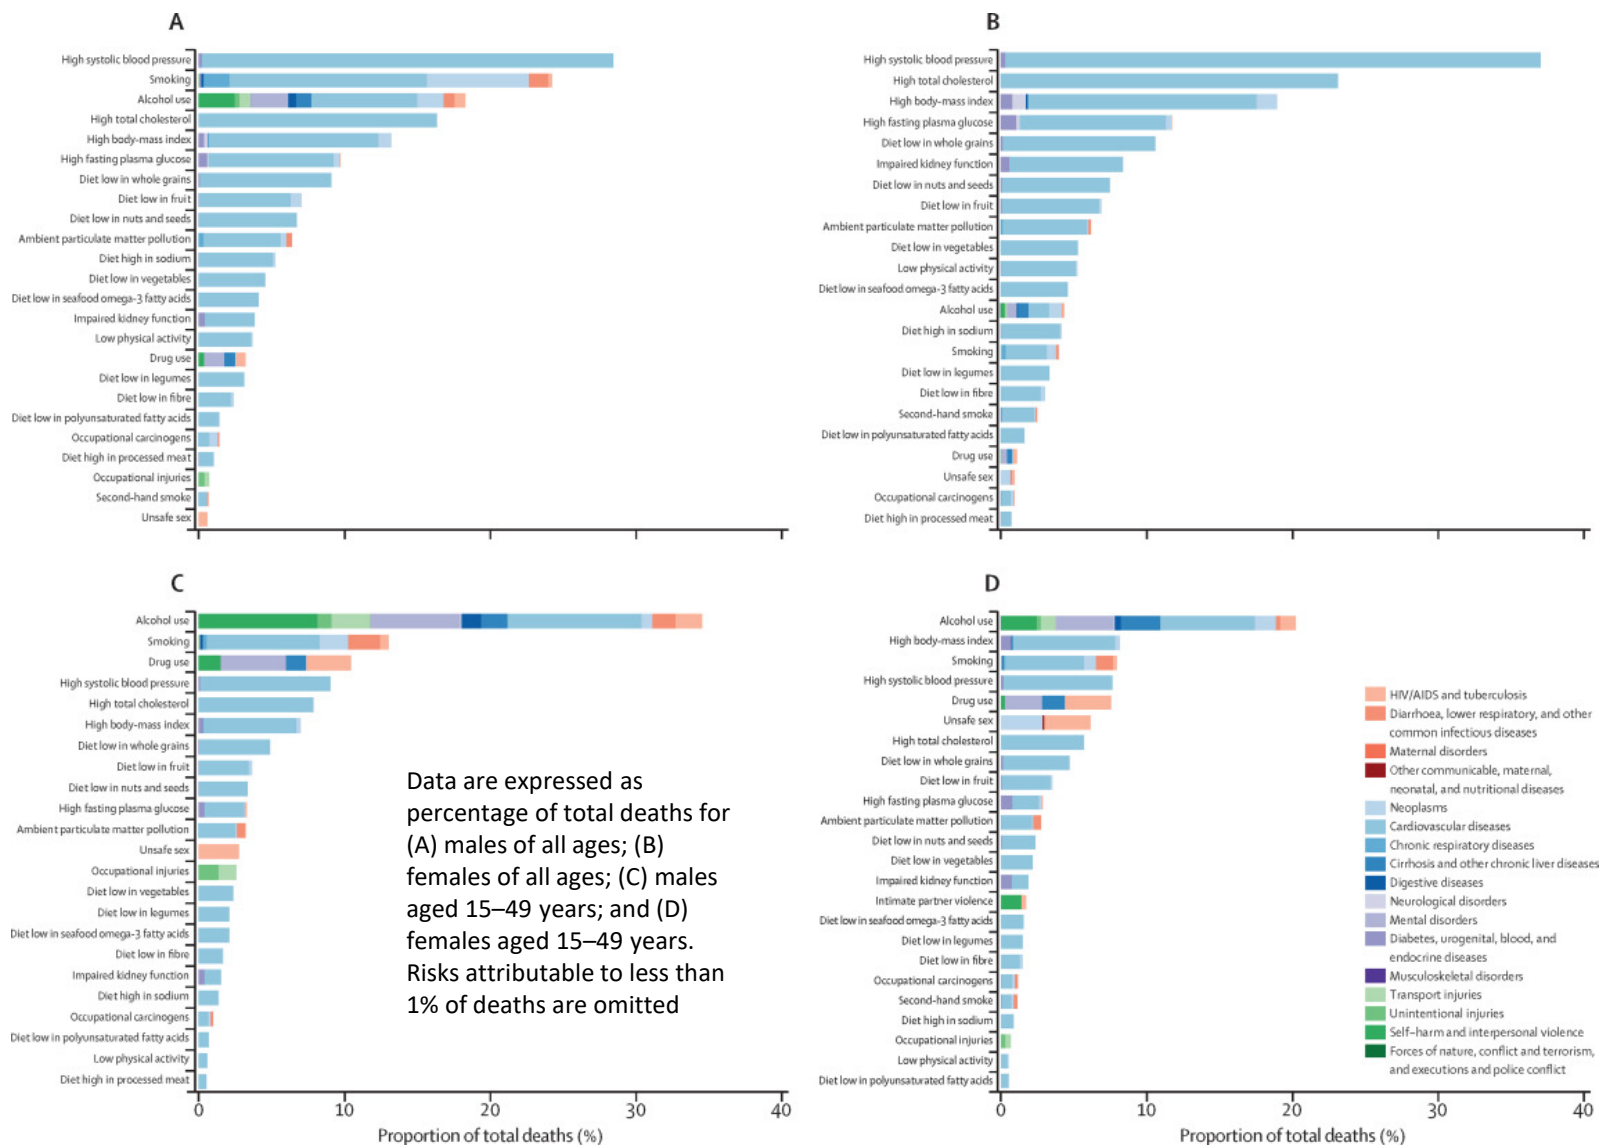 A
High systolic blood pressure
Smoking
Alcohol use
High total cholesterol
High body-mass index
High fasting plasma glucose
Diet low in whole grains
Diet low in fruit
Diet low in nuts and seeds
Ambient particulate matter pollution
Diet high in sodium
Diet low in vegetables
Diet low in seafood omega-3 fatty acids
Impaired kidney function
Low physical activity
Drug use
Diet low in legumes
Diet low in fibre
Diet low in polyunsaturated fatty acids
Occupational carcinogens
Diet high in processed meat
Occupational injuries
Second-hand smoke
Unsafe sex
B
High systolic blood pressure
High total cholesterol
High body-mass index
High fasting plasma glucose
Diet low in whole grains
Impaired kidney function
Diet low in nuts and seeds
Diet low in fruit
Ambient particulate matter pollution
Diet low in vegetables
Low physical activity
Diet low in seafood omega-3 fatty acids
Alcohol use
Diet high in sodium
Smoking
Diet low in legumes
Diet low in fibre
Second-hand smoke
Diet low in polyunsaturated fatty acids
Drug use
Unsafe sex
Occupational carcinogens
Diet high in processed meat
C
Alcohol use
Smoking
Drug use
High systolic blood pressure
High total cholesterol
High body-mass index
Diet low in whole grains
Diet low in fruit
Diet low in nuts and seeds
High fasting plasma glucose
Ambient particulate matter pollution
Unsafe sex
Occupational injuries
Diet low in vegetables
Diet low in legumes
Diet low in seafood omega-3 fatty acids
Diet low in fibre
Impaired kidney function
Diet high in sodium
Occupational carcinogens
Diet low in polyunsaturated fatty acids
Low physical activity
Diet high in processed meat
0 10 20 30 40
Proportion of total deaths (%)
Data are expressed as
percentage of total deaths for
(A) males of all ages; (B)
females of all ages; (C) males
aged 15–49 years; and (D)
females aged 15–49 years.
Risks attributable to less than
1% of deaths are omitted
D
Alcohol use
High body-mass index
Smoking
High systolic blood pressure
Drug use
Unsafe sex
High total cholesterol
Diet low in whole grains
Diet low in fruit
High fasting plasma glucose
Ambient particulate matter pollution
Diet low in nuts and seeds
Diet low in vegetables
Impaired kidney function
Intimate partner violence
Diet low in seafood omega-3 fatty acids
Diet low in legumes
Diet low in fibre
Occupational carcinogens
Second-hand smoke
Diet high in sodium
Occupational injuries
Low physical activity
Diet low in polyunsaturated fatty acids
0 10 20 30 40
Proportion of total deaths (%)
HIV/AIDS and tuberculosis
Diarrhoea, lower respiratory, and other
common infectious diseases
Maternal disorders
Other communicable, maternal,
neonatal, and nutritional diseases
Neoplasms
Cardiovascular diseases
Chronic respiratory diseases
Cirrhosis and other chronic liver diseases
Digestive diseases
Neurological disorders
Mental disorders
Diabetes, urogenital, blood, and
endocrine diseases
Musculoskeletal disorders
Transport injuries
Unintentional injuries
Self-harm and interpersonal violence
Forces of nature, conflict and terrorism,
and executions and police conflict